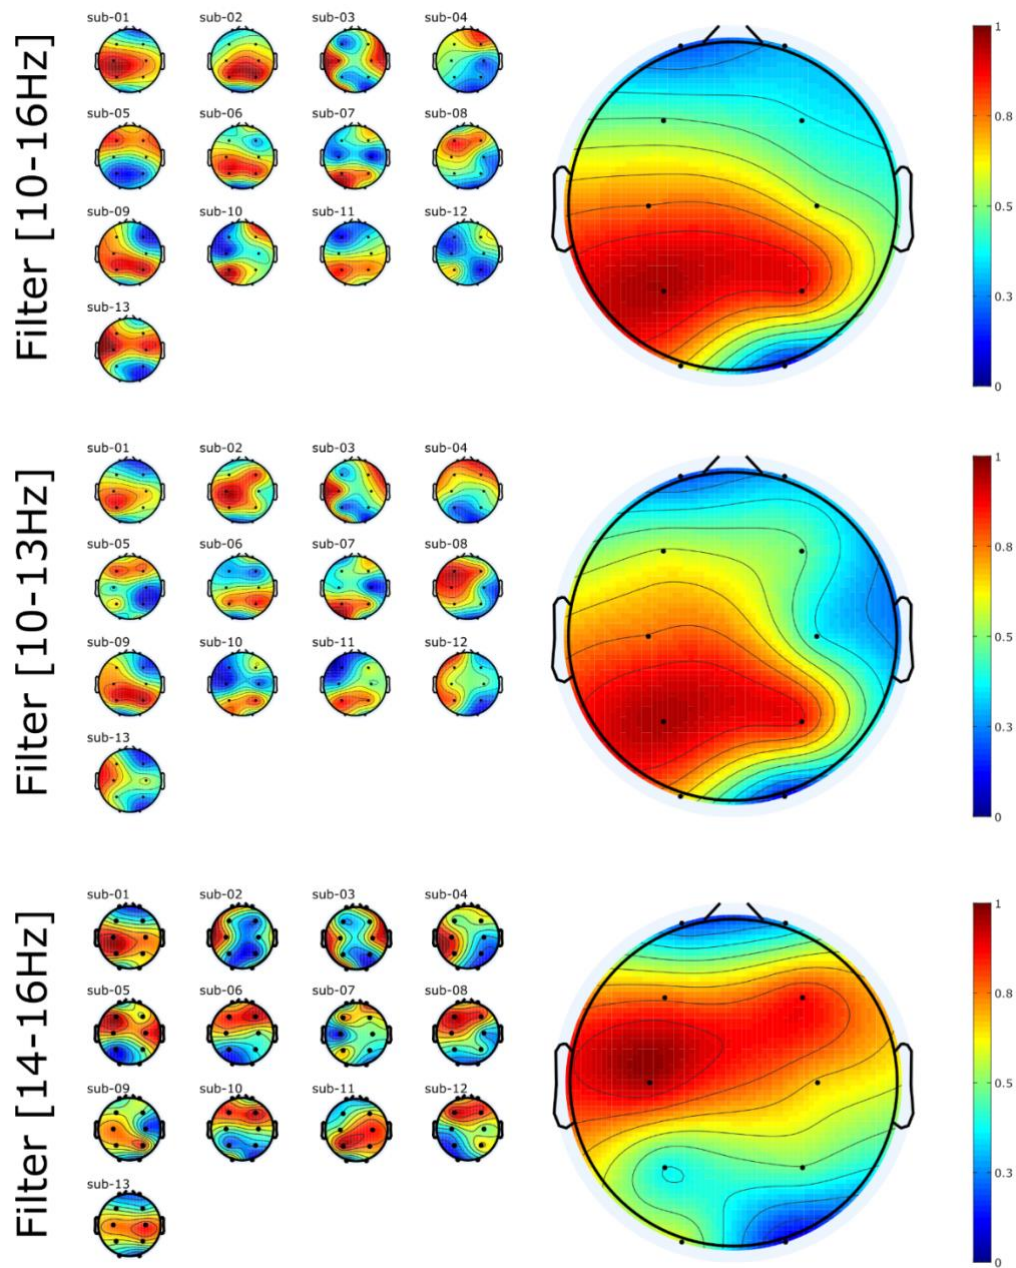 Filter [10-16Hz]
sub-01 sub-02 sub-03 sub-04
sub-05 sub-06 sub-07 sub-08
sub-09 sub-10 sub-11 sub-12
sub-13
1
0.8
0.5
0.3
0
Filter [10-13Hz]
sub-01 sub-02 sub-03 sub-04
sub-05 sub-06 sub-07 sub-08
sub-09 sub-10 sub-11 sub-12
sub-13
1
0.8
0.5
0.3
0
Filter [14-16Hz]
sub-01 sub-02 sub-03 sub-04
sub-05 sub-06 sub-07 sub-08
sub-09 sub-10 sub-11 sub-12
sub-13
1
0.8
0.5
0.3
0